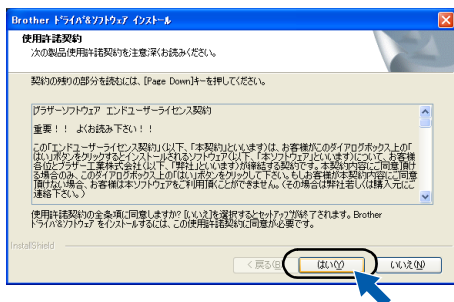 Brother ドライバ&ソフトウェア インストール
使用許諾契約
次の製品使用許諾契約を注意深くお読みください。
契約の残りの部分を読むには、[Page Down]キーを押してください。
ブラザーソフトウェア エンドユーザーライセンス契約
重要！！ よくお読み下さい！！
この「エンドユーザーライセンス契約」(以下、「本契約」といいます)は、お客様がこのダイアログボックス上の「
はい」ボタンをクリックするとインストールされるソフトウェア(以下、「本ソフトウェア」といいます)について、お客様
各位とブラザー工業株式会社(以下、「弊社」といいます)が締結する契約です。本契約内容にご同意頂け
る場合のみ、このダイアログボックス上の「はい」ボタンをクリックして下さい。もしお客様が本契約内容にご同意
頂けない場合、お客様は本ソフトウェアをご利用頂くことができません。(その場合は弊社若しくは購入元にご
連絡下さい。)
使用許諾契約の全条項に同意しますか? [いいえ]を選択するとセットアップが終了されます。Brother
ドライバ&ソフトウェア をインストールするには、この使用許諾契約に同意が必要です。
InstallShield
< 戻る(B) はい(Y) いいえ(N)